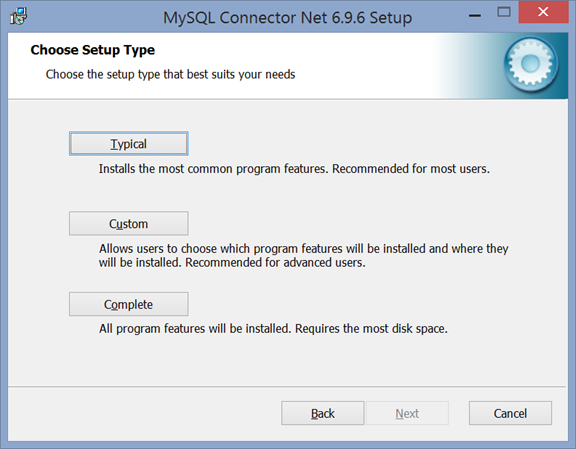 MySQL Connector Net 6.9.6 Setup
Choose Setup Type
Choose the setup type that best suits your needs
Typical
Installs the most common program features. Recommended for most users.
Custom
Allows users to choose which program features will be installed and where they
will be installed. Recommended for advanced users.
Complete
All program features will be installed. Requires the most disk space.
Back Next Cancel